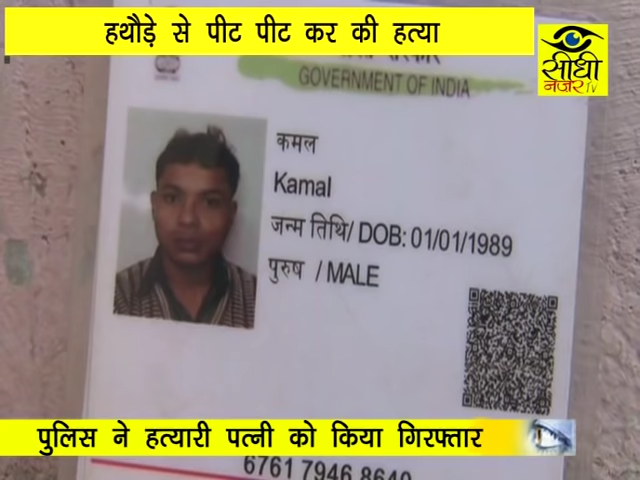 हथौड़े से पीट पीट कर की हत्या
सीधी
नज़र TV
GOVERNMENT OF INDIA
कमल
Kamal
जन्म तिथि/ DOB: 01/01/1989
पुरुष / MALE
पुलिस ने हत्यारी पत्नी को किया गिरफ्तार
6761 7946 8640